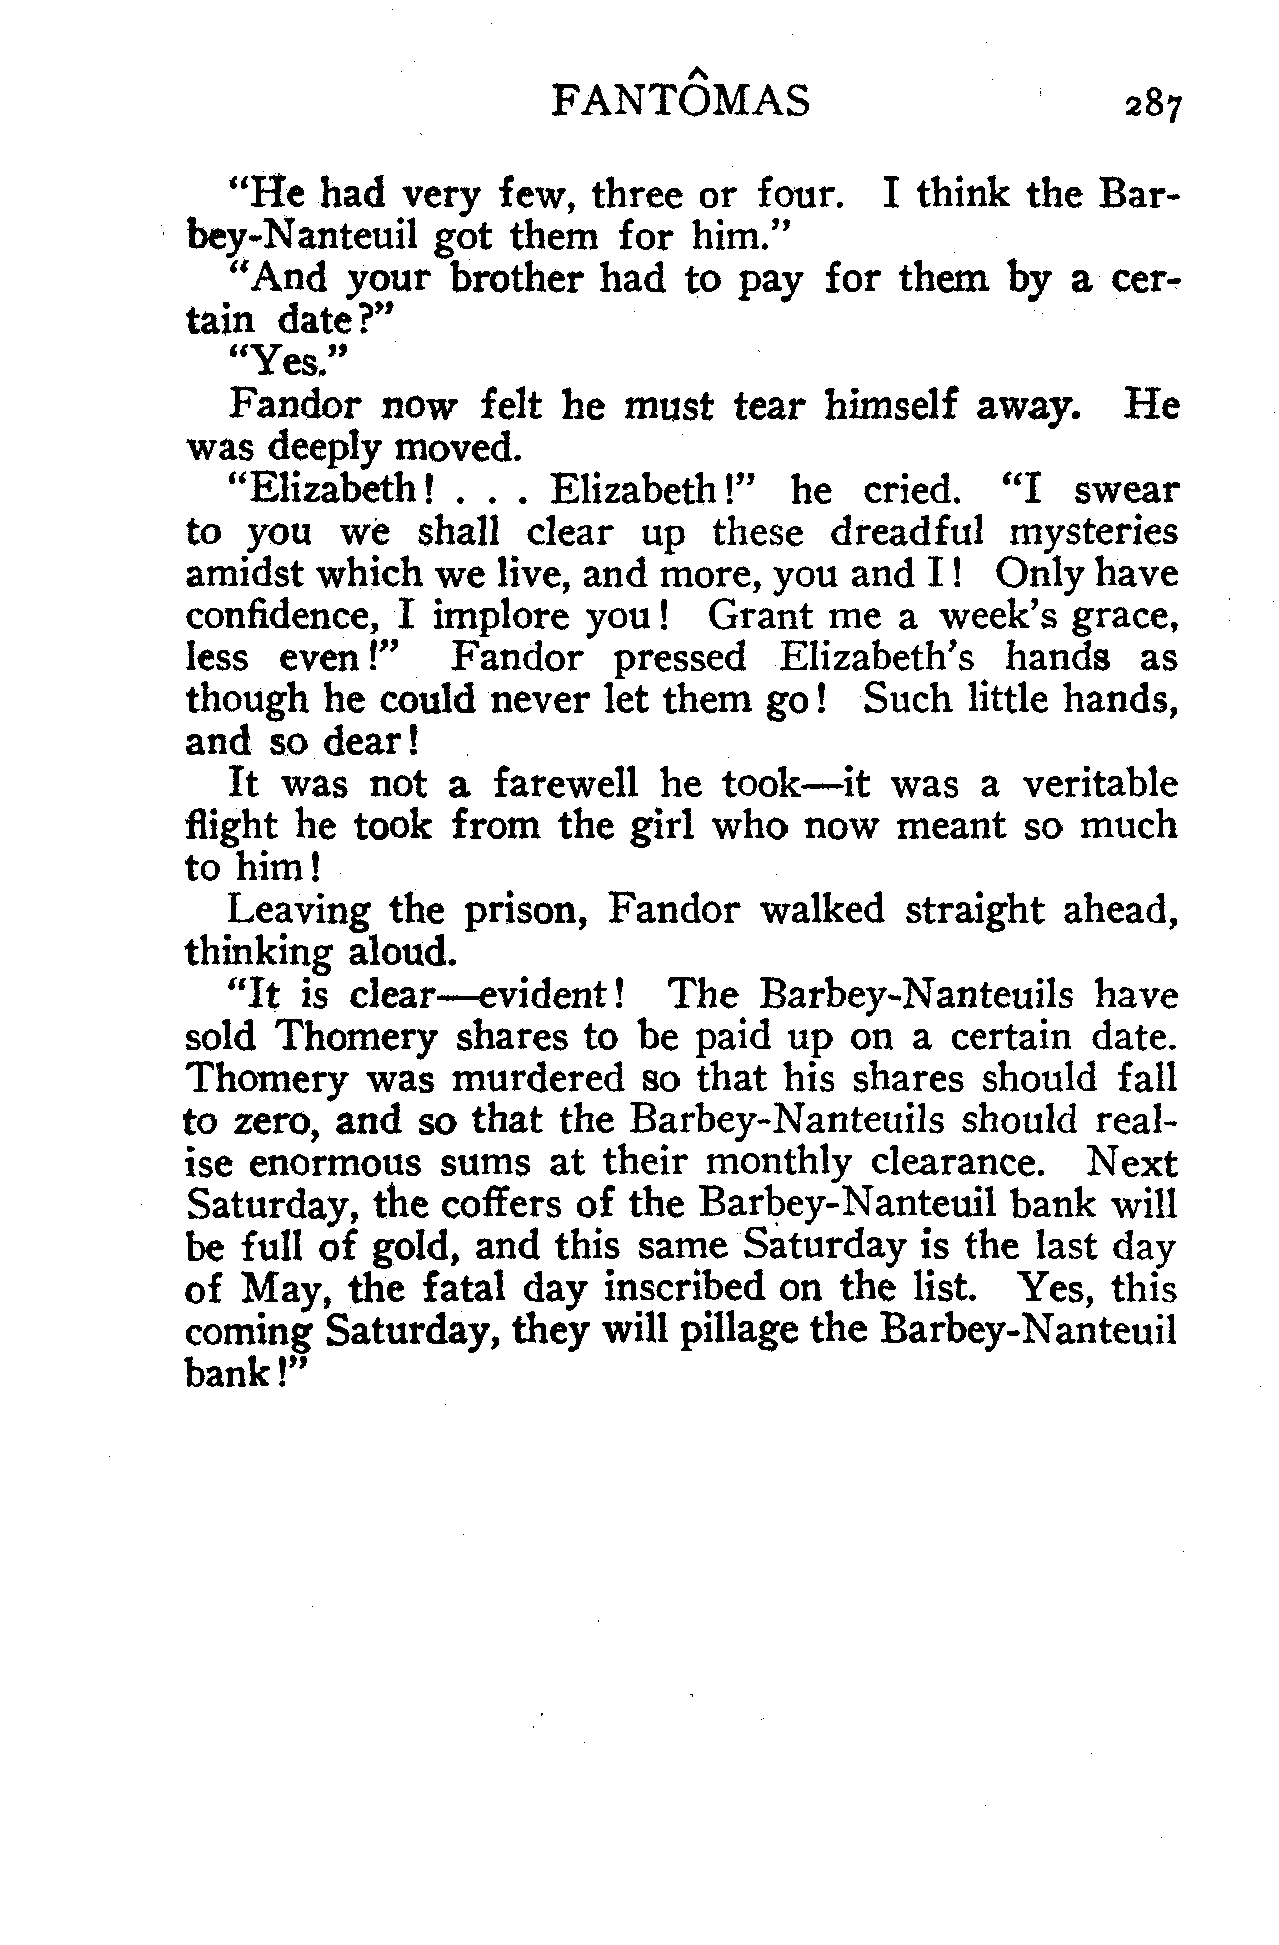 FANTÔMAS 287
“He had very few, three or four. I think the Bar-
bey-Nanteuil got them for him.”
“And your brother had to pay for them by a cer-
tain date?”
“Yes.”
Fandor now felt he must tear himself away. He
was deeply moved.
“Elizabeth! . . . Elizabeth!” he cried. “I swear
to you we shall clear up these dreadful mysteries
amidst which we live, and more, you and I! Only have
confidence, I implore you! Grant me a week's grace,
less even!” Fandor pressed Elizabeth's hands as
though he could never let them go! Such little hands,
and so dear!
It was not a farewell he took—it was a veritable
flight he took from the girl who now meant so much
to him!
Leaving the prison, Fandor walked straight ahead,
thinking aloud.
“It is clear—evident! The Barbey-Nanteuils have
sold Thomery shares to be paid up on a certain date.
Thomery was murdered so that his shares should fall
to zero, and so that the Barbey-Nanteuils should real-
ise enormous sums at their monthly clearance. Next
Saturday, the coffers of the Barbey-Nanteuil bank will
be full of gold, and this same Saturday is the last day
of May, the fatal day inscribed on the list. Yes, this
coming Saturday, they will pillage the Barbey-Nanteuil
bank!”